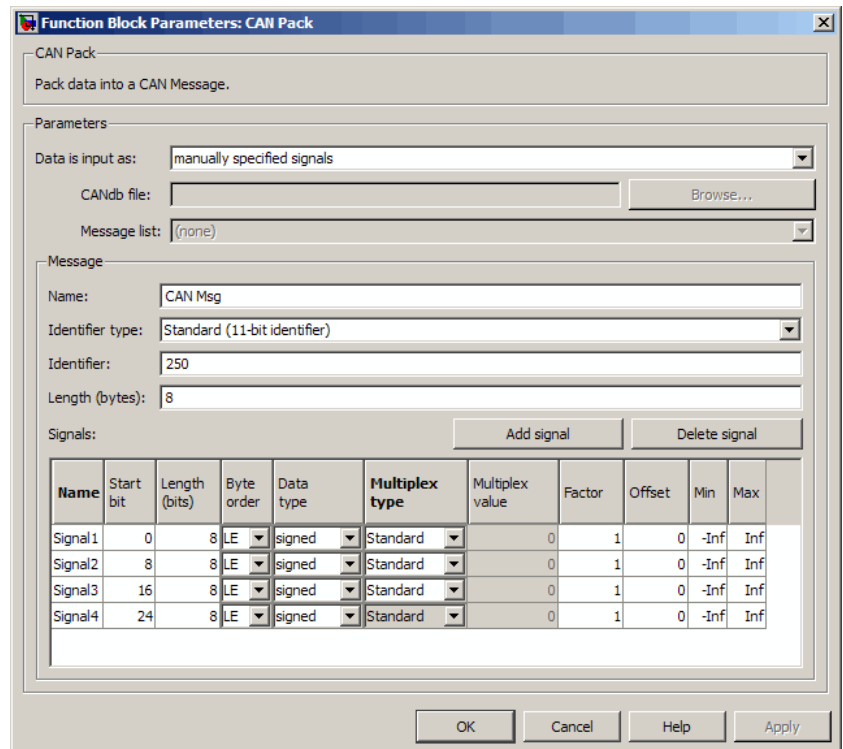 Function Block Parameters: CAN Pack
CAN Pack
Pack data into a CAN Message.
Parameters
Data is input as: manually specified signals
CANdb file: Browse...
Message list: (none)
Message
Name: CAN Msg
Identifier type: Standard (11-bit identifier)
Identifier: 250
Length (bytes): 8
Signals: Add signal Delete signal
Name Start bit Length (bits) Byte order Data type Multiplex type Multiplex value Factor Offset Min Max
Signal1 0 8 LE signed Standard 0 1 0 -Inf Inf
Signal2 8 8 LE signed Standard 0 1 0 -Inf Inf
Signal3 16 8 LE signed Standard 0 1 0 -Inf Inf
Signal4 24 8 LE signed Standard 0 1 0 -Inf Inf
OK Cancel Help Apply